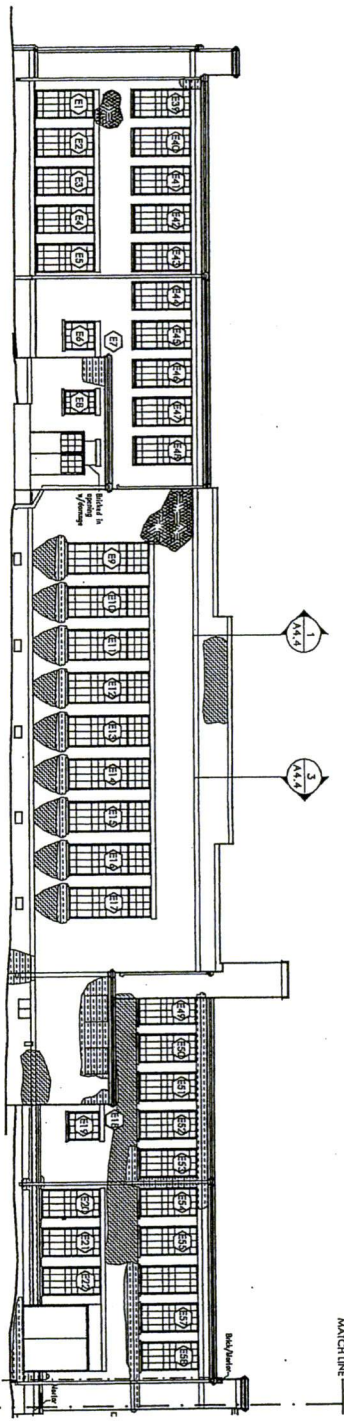 MATCH LINE
1
A4.4
3
A4.4
E39
E40
E41
E42
E43
E44
E45
E46
E47
E48
E49
E50
E51
E52
E53
E54
E55
E57
E58
E1
E2
E3
E4
E5
E6
E7
E8
Bricked in
opening
w/damage
E9
E10
E11
E12
E13
E14
E15
E16
E17
E18
E19
E20
E21
E22
Brick/Mortar
Mortar